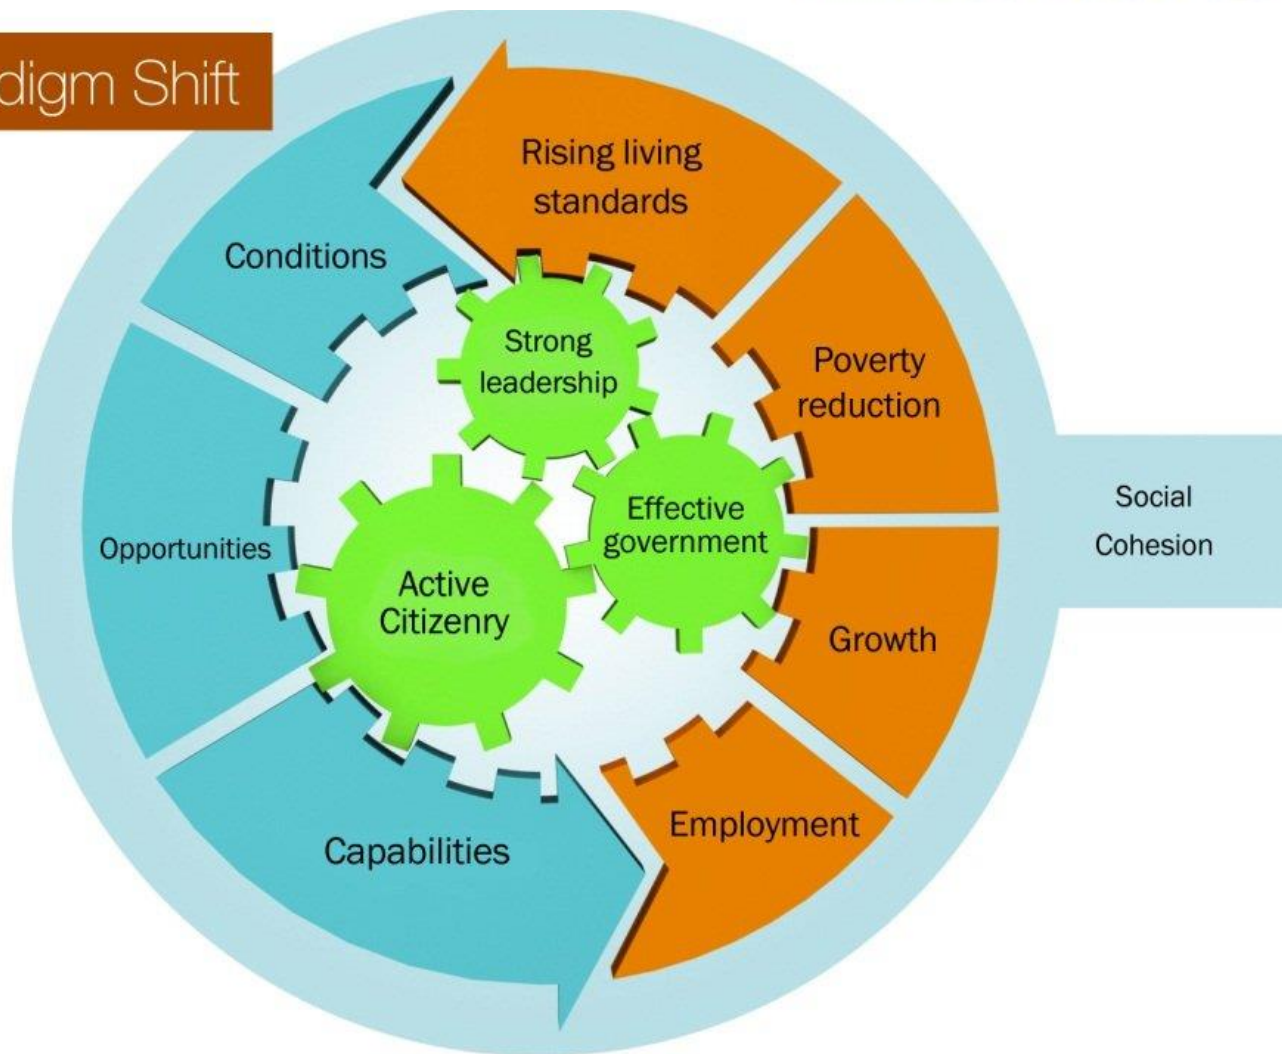 digm Shift
Rising living
standards
Conditions
Strong
leadership
Poverty
reduction
Effective
government
Social
Cohesion
Opportunities
Active
Citizenry
Growth
Employment
Capabilities